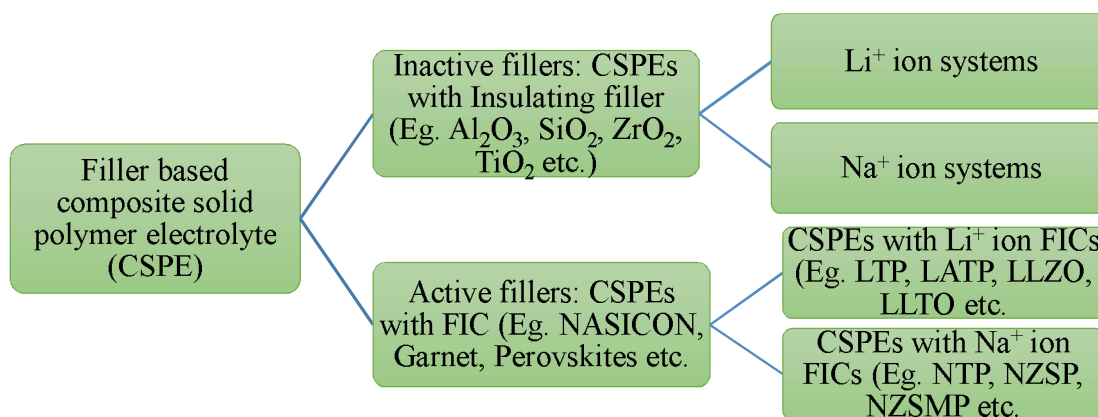 Filler based
composite solid
polymer electrolyte
(CSPE)
Inactive fillers: CSPEs
with Insulating filler
(Eg. Al₂O₃, SiO₂, ZrO₂,
TiO₂ etc.)
Li⁺ ion systems
Na⁺ ion systems
Active fillers: CSPEs
with FIC (Eg. NASICON,
Garnet, Perovskites etc.
CSPEs with Li⁺ ion FICs
(Eg. LTP, LATP, LLZO,
LLTO etc.
CSPEs with Na⁺ ion
FICs (Eg. NTP, NZSP,
NZSMP etc.